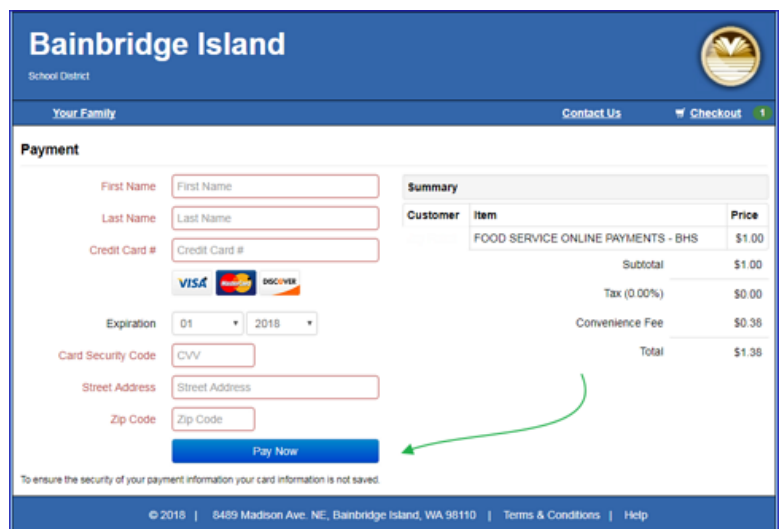 Bainbridge Island
School District
Your Family
Contact Us
Checkout 1
Payment
First Name First Name
Last Name Last Name
Credit Card # Credit Card #
VISA MasterCard DISCOVER
Expiration 01 2018
Card Security Code CVV
Street Address Street Address
Zip Code Zip Code
Pay Now
To ensure the security of your payment information your card information is not saved.
Summary
Customer Item Price
FOOD SERVICE ONLINE PAYMENTS - BHS $1.00
Subtotal $1.00
Tax (0.00%) $0.00
Convenience Fee $0.38
Total $1.38
© 2018 | 8489 Madison Ave. NE, Bainbridge Island, WA 98110 | Terms & Conditions | Help